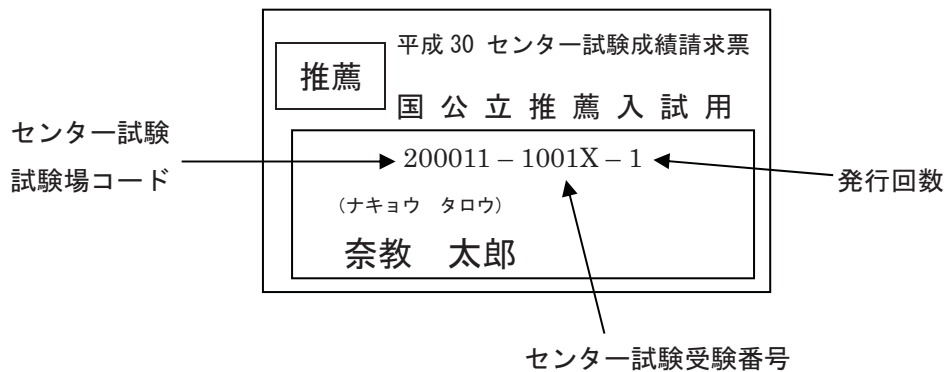 平成 30 センター試験成績請求票
推薦
国公立推薦入試用
センター試験
試験場コード
200011－1001X－1
発行回数
(ナキョウ　タロウ)
奈教　太郎
センター試験受験番号